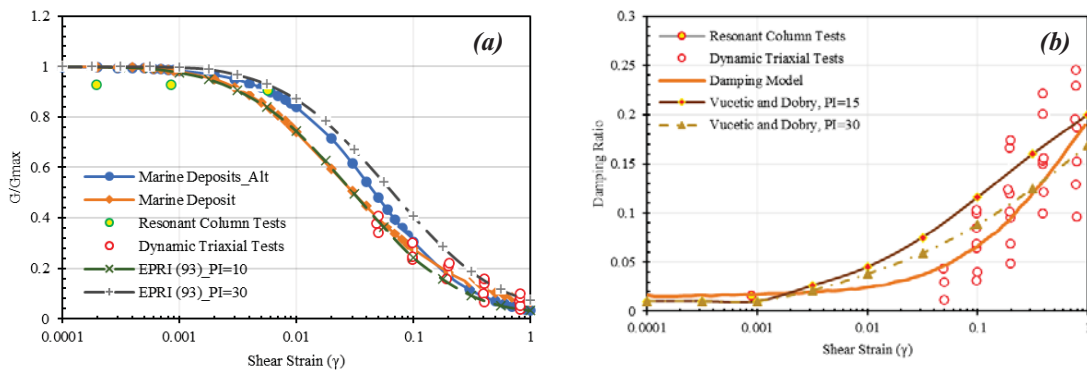 (a)
1.2
1
0.8
0.6
0.4
0.2
0
G/Gmax
Marine Deposits_Alt
Marine Deposit
Resonant Column Tests
Dynamic Triaxial Tests
EPRI (93)_PI=10
EPRI (93)_PI=30
0.0001 0.001 0.01 0.1 1
Shear Strain (γ)
(b)
0.3
0.25
0.2
0.15
0.1
0.05
0
Damping Ratio
Resonant Column Tests
Dynamic Triaxial Tests
Damping Model
Vucetic and Dobry, PI=15
Vucetic and Dobry, PI=30
0.0001 0.001 0.01 0.1
Shear Strain (γ)